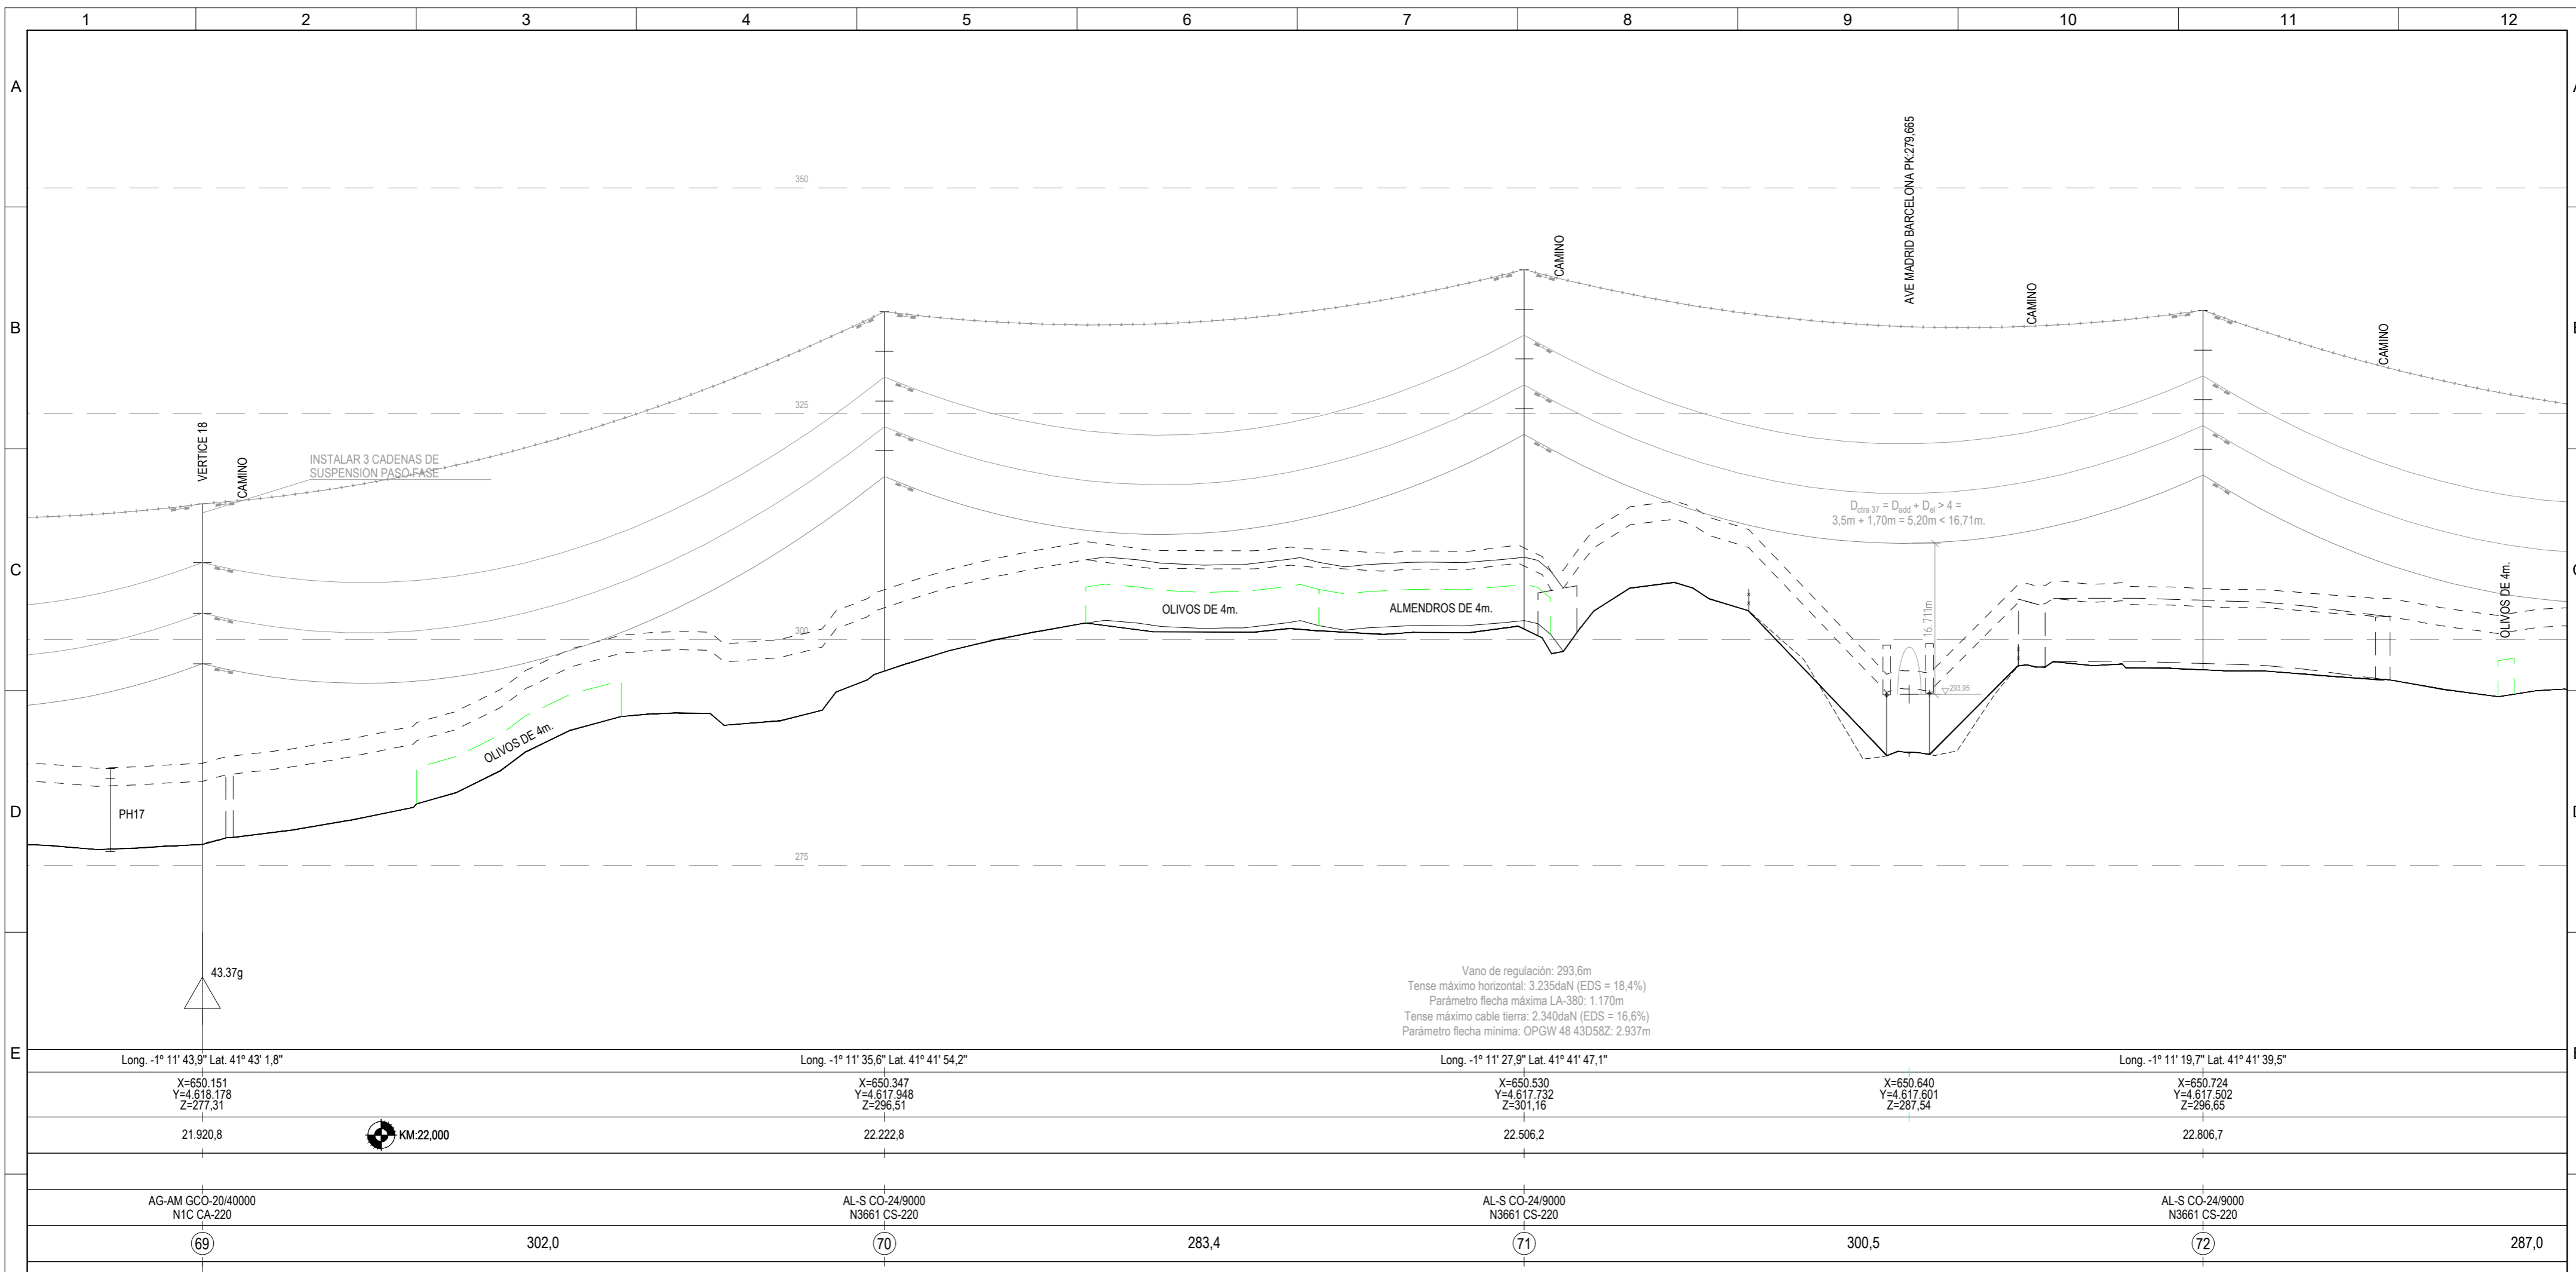 1 2 3 4 5 6 7 8 9 10 11 12
A
AVE MADRID BARCELONA PK:279,665
350
B
CAMINO
CAMINO
CAMINO
325
VERTICE 18
CAMINO
INSTALAR 3 CADENAS DE
SUSPENSION PASO-FASE
Dctra 37 = Dadd + Del > 4 =
3,5m + 1,70m = 5,20m < 16,71m.
C
OLIVOS DE 4m.
ALMENDROS DE 4m.
16.711m
OLIVOS DE 4m.
300
293,95
OLIVOS DE 4m.
D
PH17
275
43.37g
Vano de regulación: 293,6m
Tense máximo horizontal: 3.235daN (EDS = 18,4%)
Parámetro flecha máxima LA-380: 1.170m
Tense máximo cable tierra: 2.340daN (EDS = 16,6%)
Parámetro flecha mínima: OPGW 48 43D58Z: 2.937m
E
Long. -1º 11' 43,9" Lat. 41º 43' 1,8"
Long. -1º 11' 35,6" Lat. 41º 41' 54,2"
Long. -1º 11' 27,9" Lat. 41º 41' 47,1"
Long. -1º 11' 19,7" Lat. 41º 41' 39,5"
X=650.151
Y=4.618.178
Z=277,31
X=650.347
Y=4.617.948
Z=296,51
X=650.530
Y=4.617.732
Z=301,16
X=650.640
Y=4.617.601
Z=287,54
X=650.724
Y=4.617.502
Z=296,65
21.920,8
KM:22,000
22.222,8
22.506,2
22.806,7
AG-AM GCO-20/40000
N1C CA-220
AL-S CO-24/9000
N3661 CS-220
AL-S CO-24/9000
N3661 CS-220
AL-S CO-24/9000
N3661 CS-220
69 302,0 70 283,4 71 300,5 72 287,0